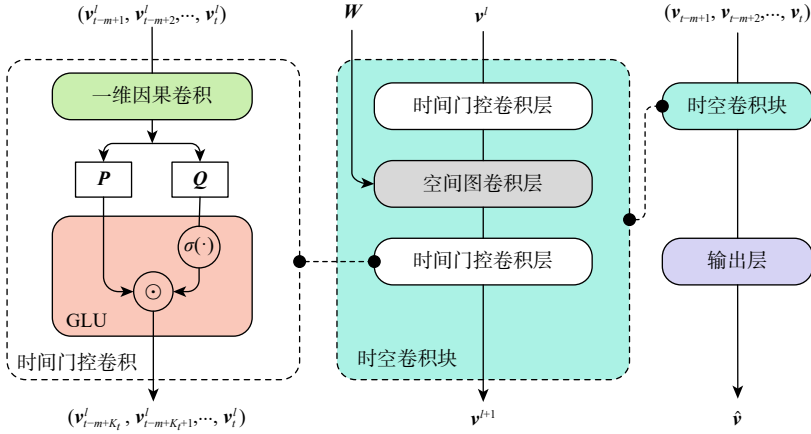 (v^l_{t−m+1}, v^l_{t−m+2},···, v^l_t)
一维因果卷积
P
Q
σ(·)
⊙
GLU
时间门控卷积
(v^l_{t−m+K_t}, v^l_{t−m+K_t+1},···, v^l_t)
W
v^l
时间门控卷积层
空间图卷积层
时间门控卷积层
时空卷积块
v^{l+1}
(v_{t−m+1}, v_{t−m+2},···, v_t)
时空卷积块
输出层
v̂